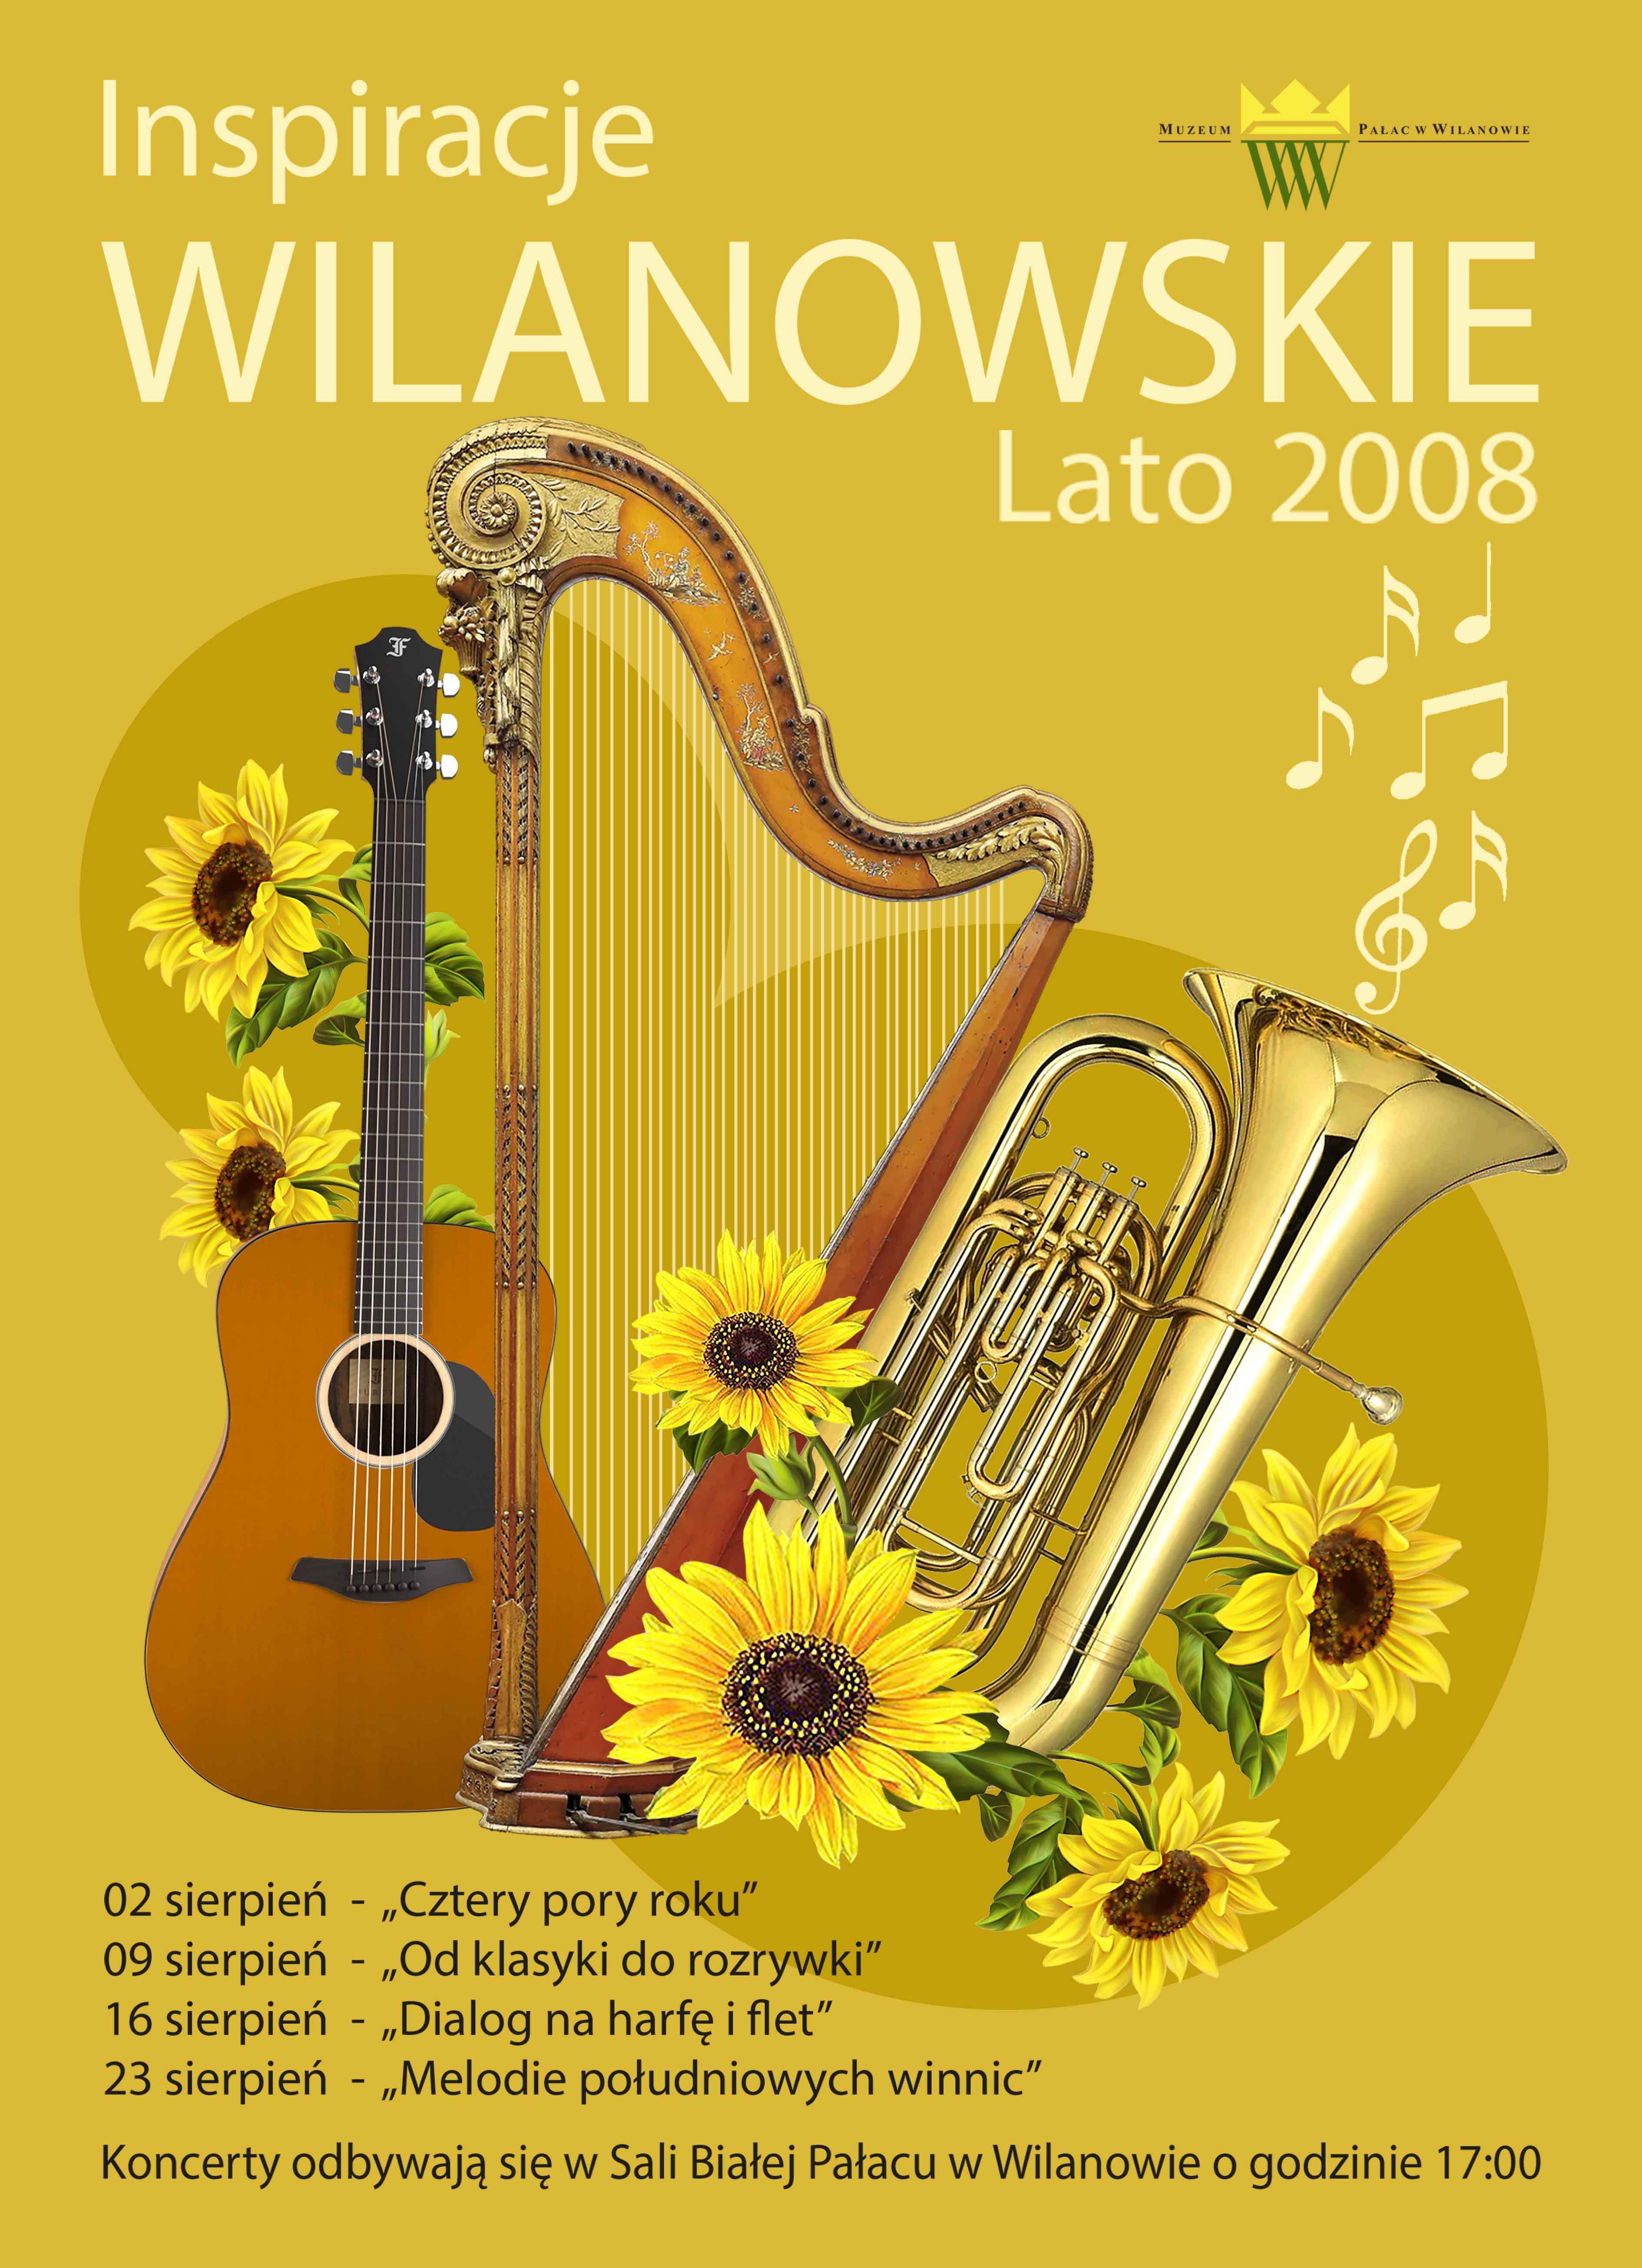 Inspiracje
MUZEUM PAŁAC W WILANOWIE
WILANOWSKIE
Lato 2008
F
02 sierpień - „Cztery pory roku”
09 sierpień - „Od klasyki do rozrywki”
16 sierpień - „Dialog na harfę i flet”
23 sierpień - „Melodie południowych winnic”
Koncerty odbywają się w Sali Białej Pałacu w Wilanowie o godzinie 17:00